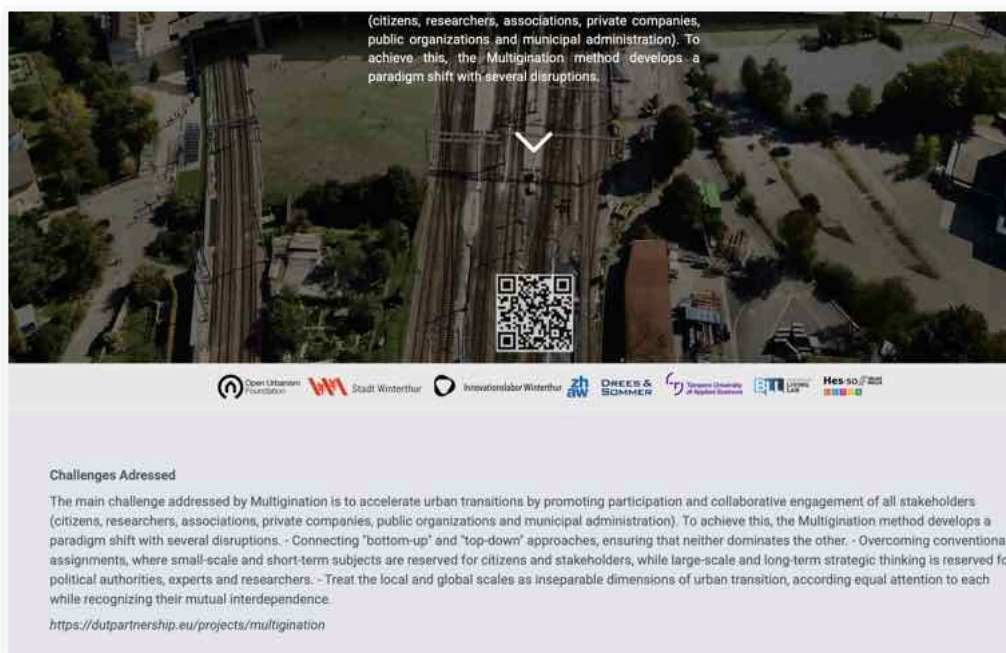 (citizens, researchers, associations, private companies,
public organizations and municipal administration). To
achieve this, the Multigination method develops a
paradigm shift with several disruptions.
Open Urbanism
Foundation
Stadt Winterthur
Innovationslabor Winterthur
zh
aw
DREES &
SOMMER
Tampere University
of Applied Sciences
LIVING
LAB
Hes·so
Challenges Adressed
The main challenge addressed by Multigination is to accelerate urban transitions by promoting participation and collaborative engagement of all stakeholders
(citizens, researchers, associations, private companies, public organizations and municipal administration). To achieve this, the Multigination method develops a
paradigm shift with several disruptions. - Connecting "bottom-up" and "top-down" approaches, ensuring that neither dominates the other. - Overcoming conventiona
assignments, where small-scale and short-term subjects are reserved for citizens and stakeholders, while large-scale and long-term strategic thinking is reserved fo
political authorities, experts and researchers. - Treat the local and global scales as inseparable dimensions of urban transition, according equal attention to each
while recognizing their mutual interdependence.
https://dutpartnership.eu/projects/multigination